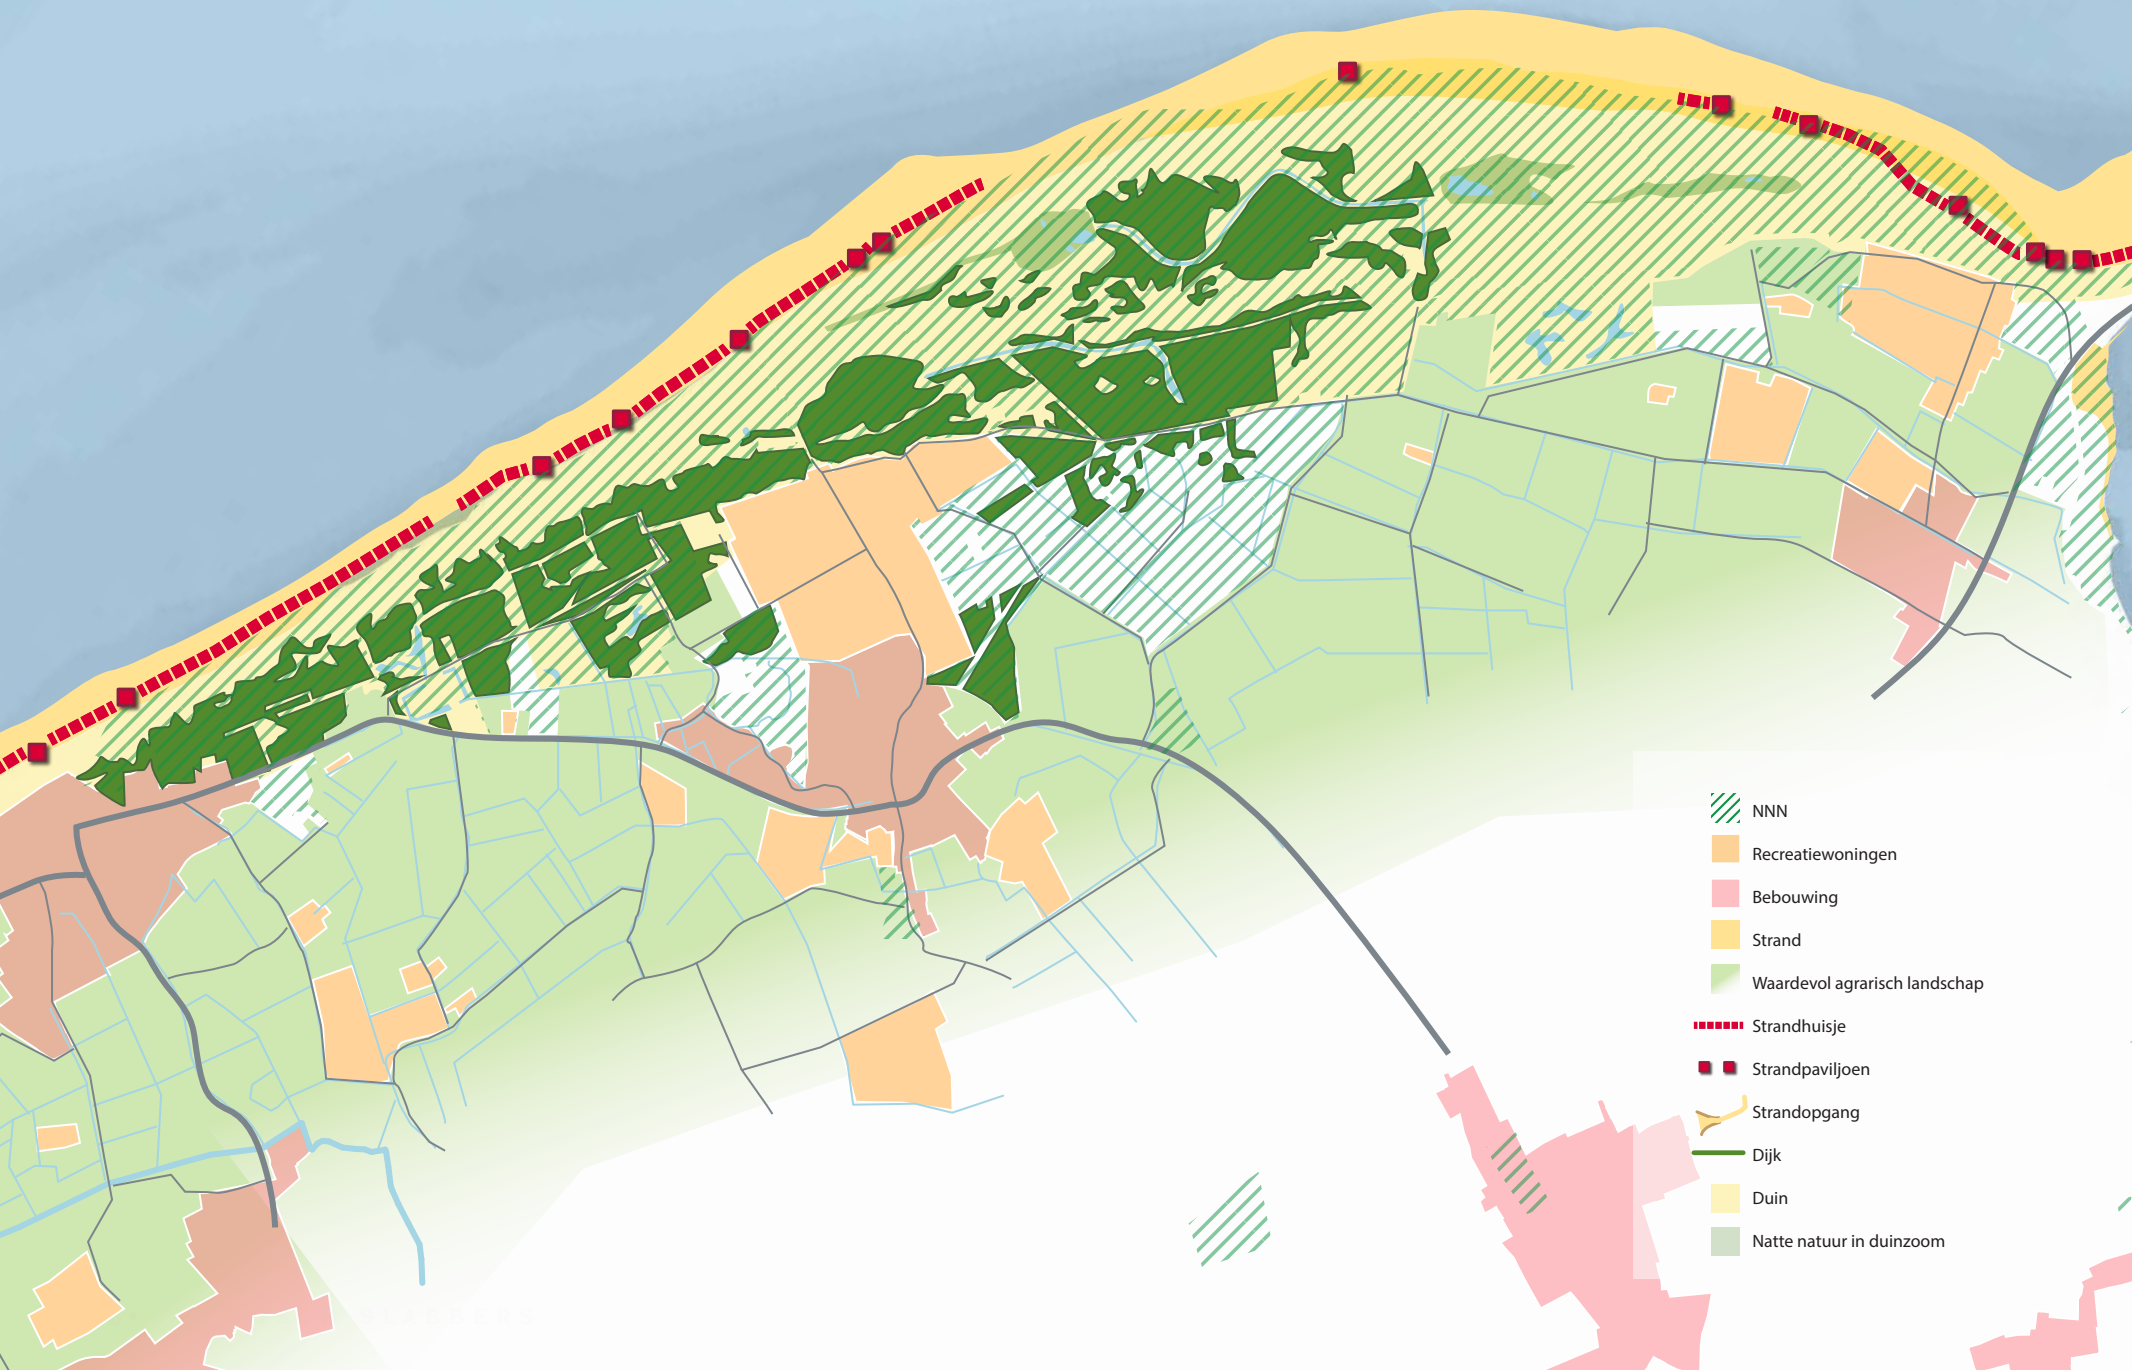 NNN
Recreatiewoningen
Bebouwing
Strand
Waardevol agrarisch landschap
Strandhuisje
Strandpaviljoen
Strandopgang
Dijk
Duin
Natte natuur in duinzoom